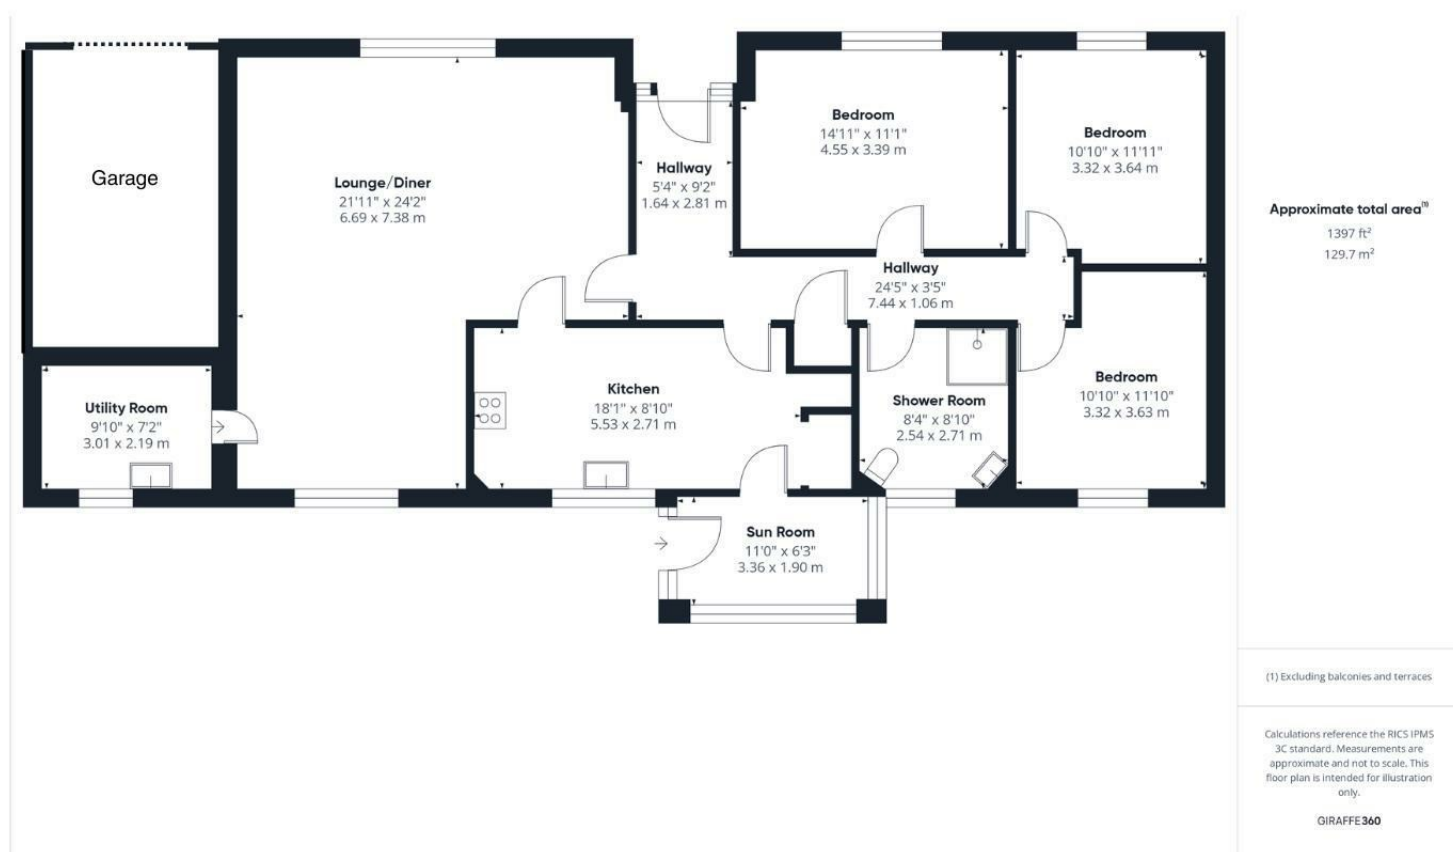 Garage
Lounge/Diner
21'11" x 24'2"
6.69 x 7.38 m
Hallway
5'4" x 9'2"
1.64 x 2.81 m
Bedroom
14'11" x 11'1"
4.55 x 3.39 m
Bedroom
10'10" x 11'11"
3.32 x 3.64 m
Hallway
24'5" x 3'5"
7.44 x 1.06 m
Utility Room
9'10" x 7'2"
3.01 x 2.19 m
Kitchen
18'1" x 8'10"
5.53 x 2.71 m
Shower Room
8'4" x 8'10"
2.54 x 2.71 m
Bedroom
10'10" x 11'10"
3.32 x 3.63 m
Sun Room
11'0" x 6'3"
3.36 x 1.90 m
Approximate total area⁽¹⁾
1397 ft²
129.7 m²
(1) Excluding balconies and terraces
Calculations reference the RICS IPMS
3C standard. Measurements are
approximate and not to scale. This
floor plan is intended for illustration
only.
GIRAFFE360